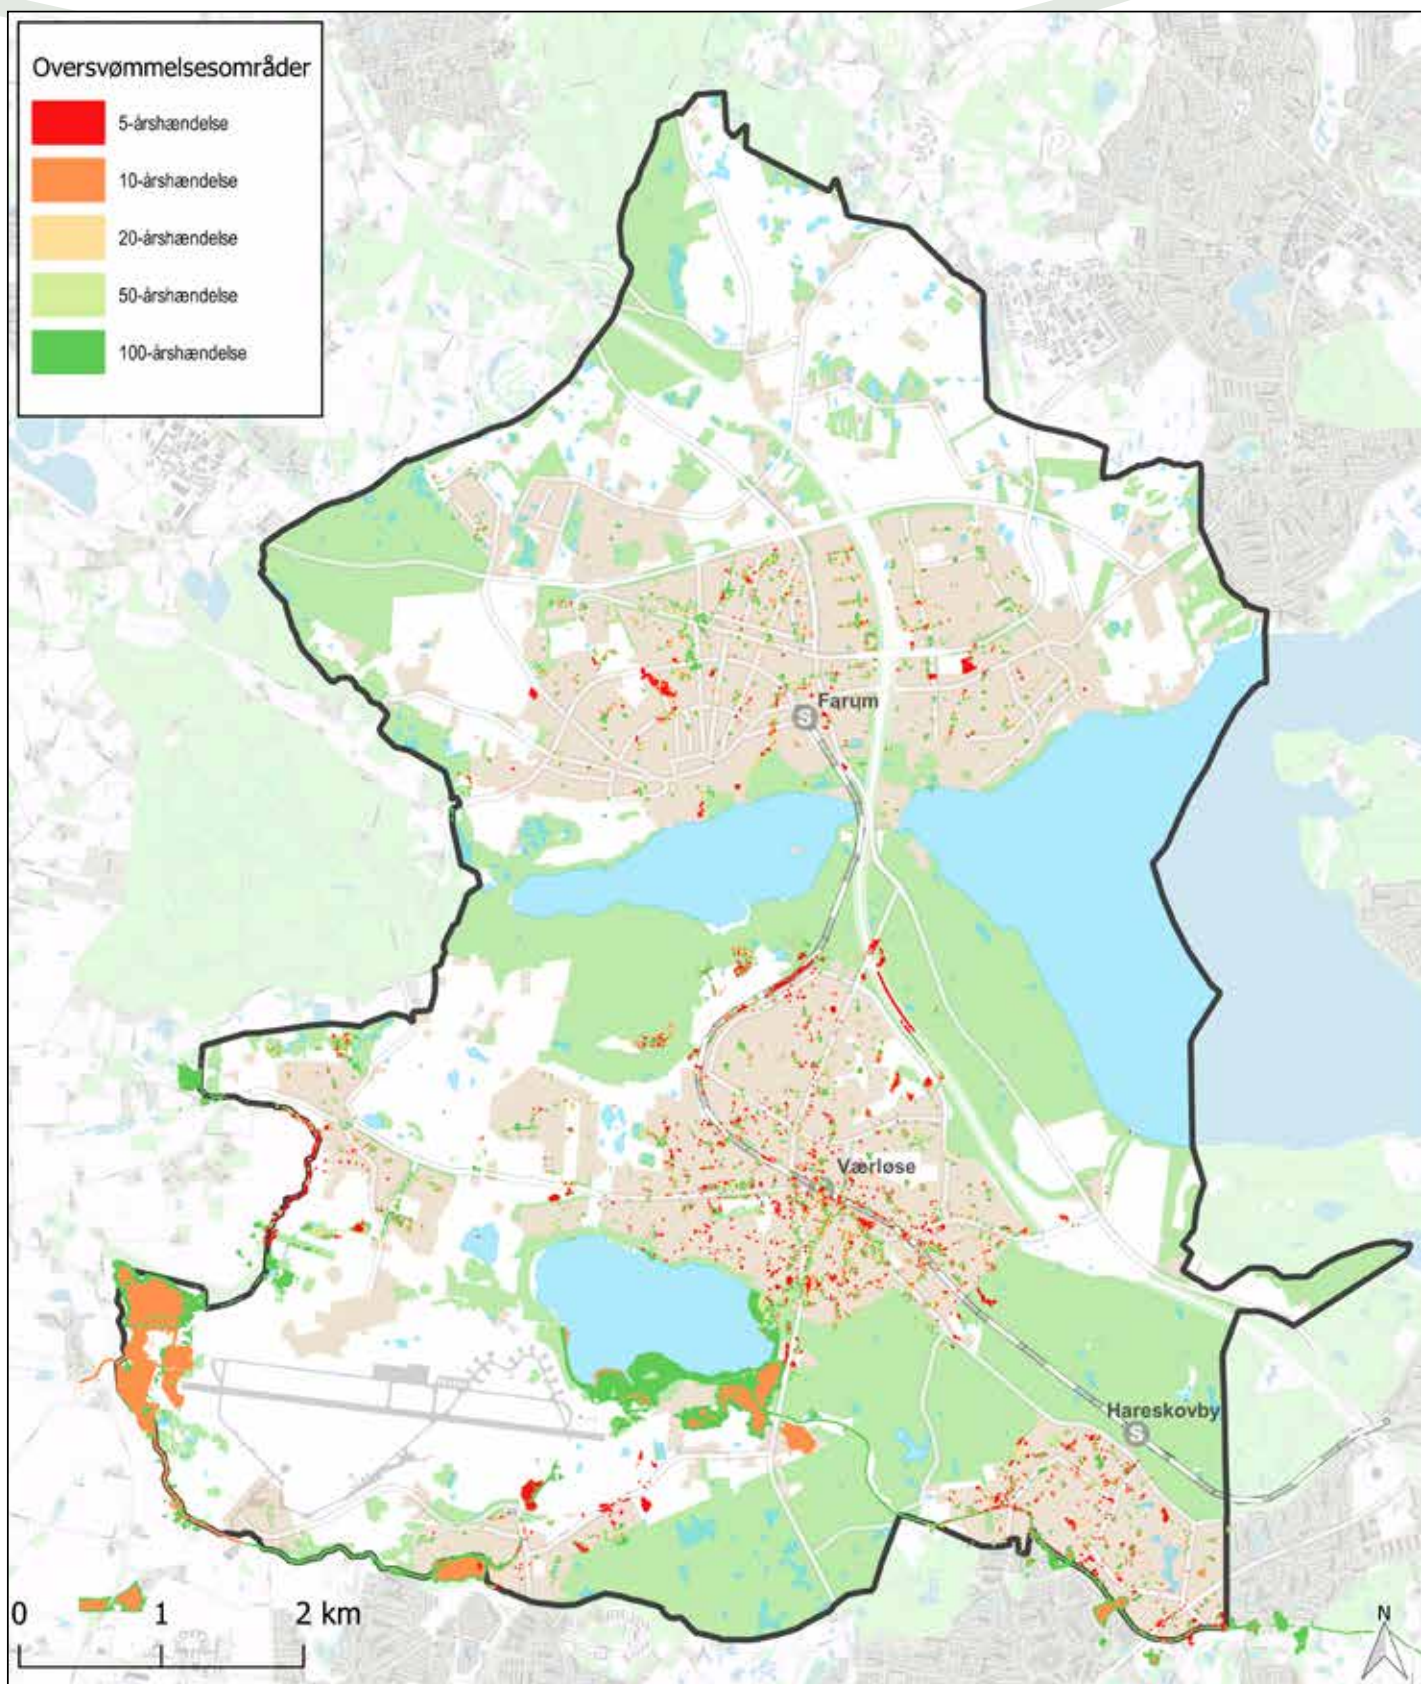 Oversvømmelsesområder
5-årshændelse
10-årshændelse
20-årshændelse
50-årshændelse
100-årshændelse
S Farum
Værløse
Hareskovby
S
0 1 2 km
N